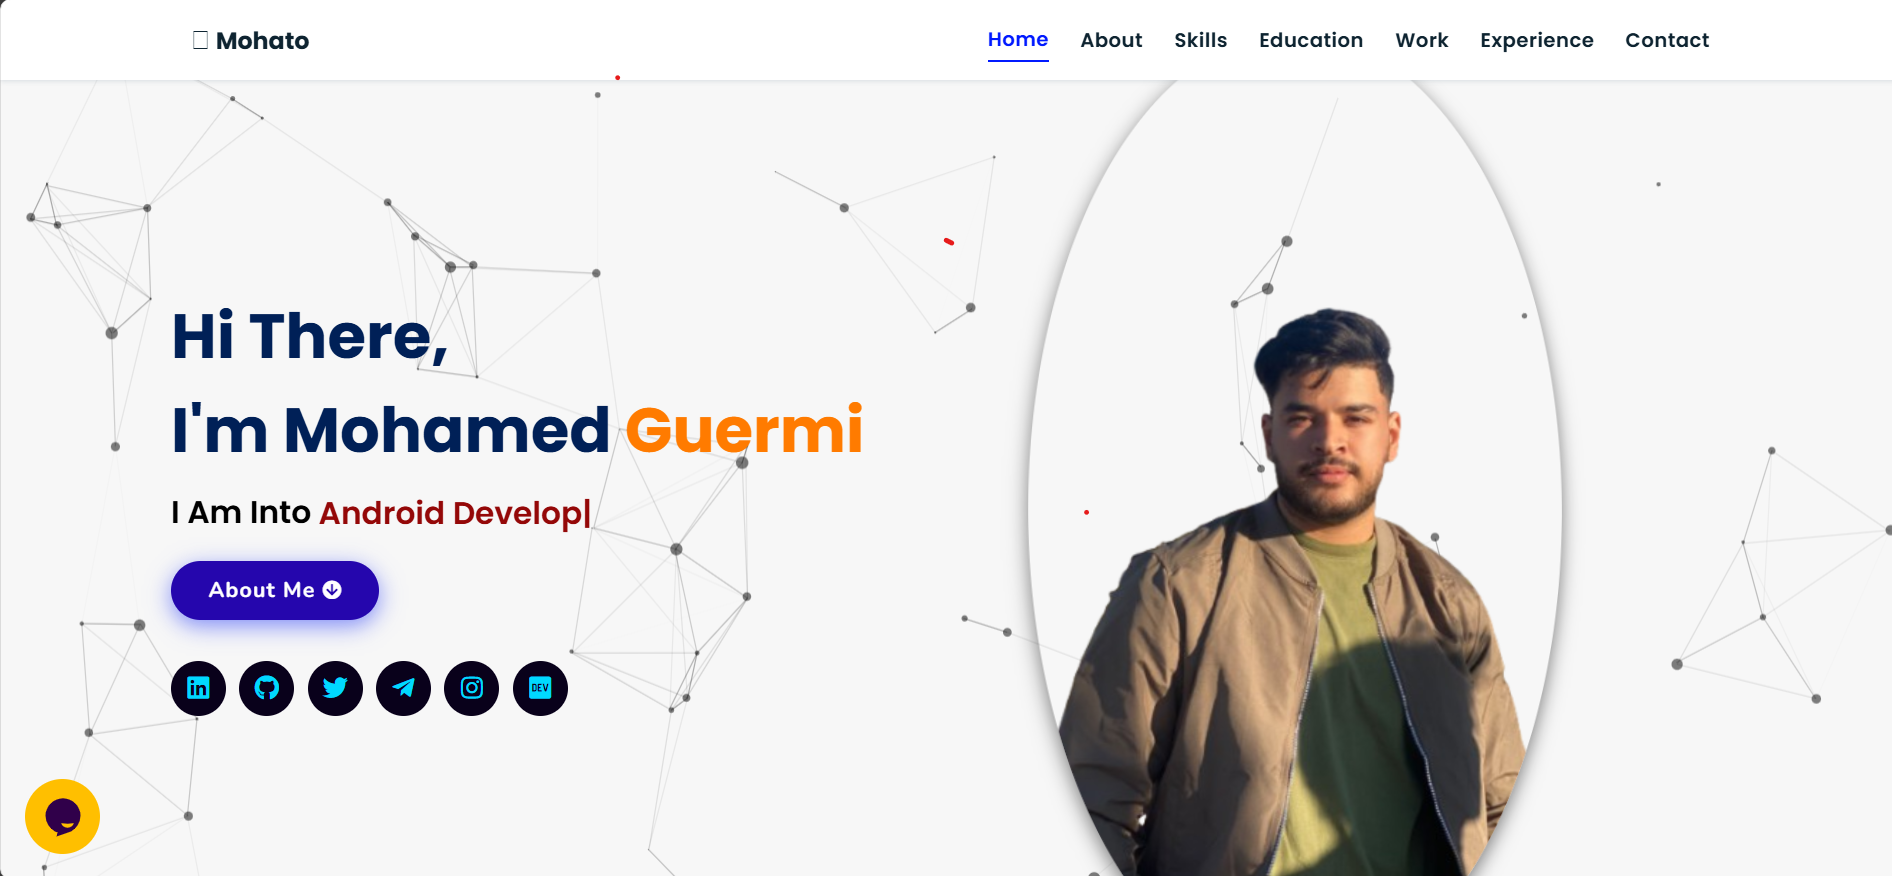 Mohato
Home About Skills Education Work Experience Contact
Hi There,
I'm Mohamed Guermi
I Am Into Android Develop|
About Me
in
DEV